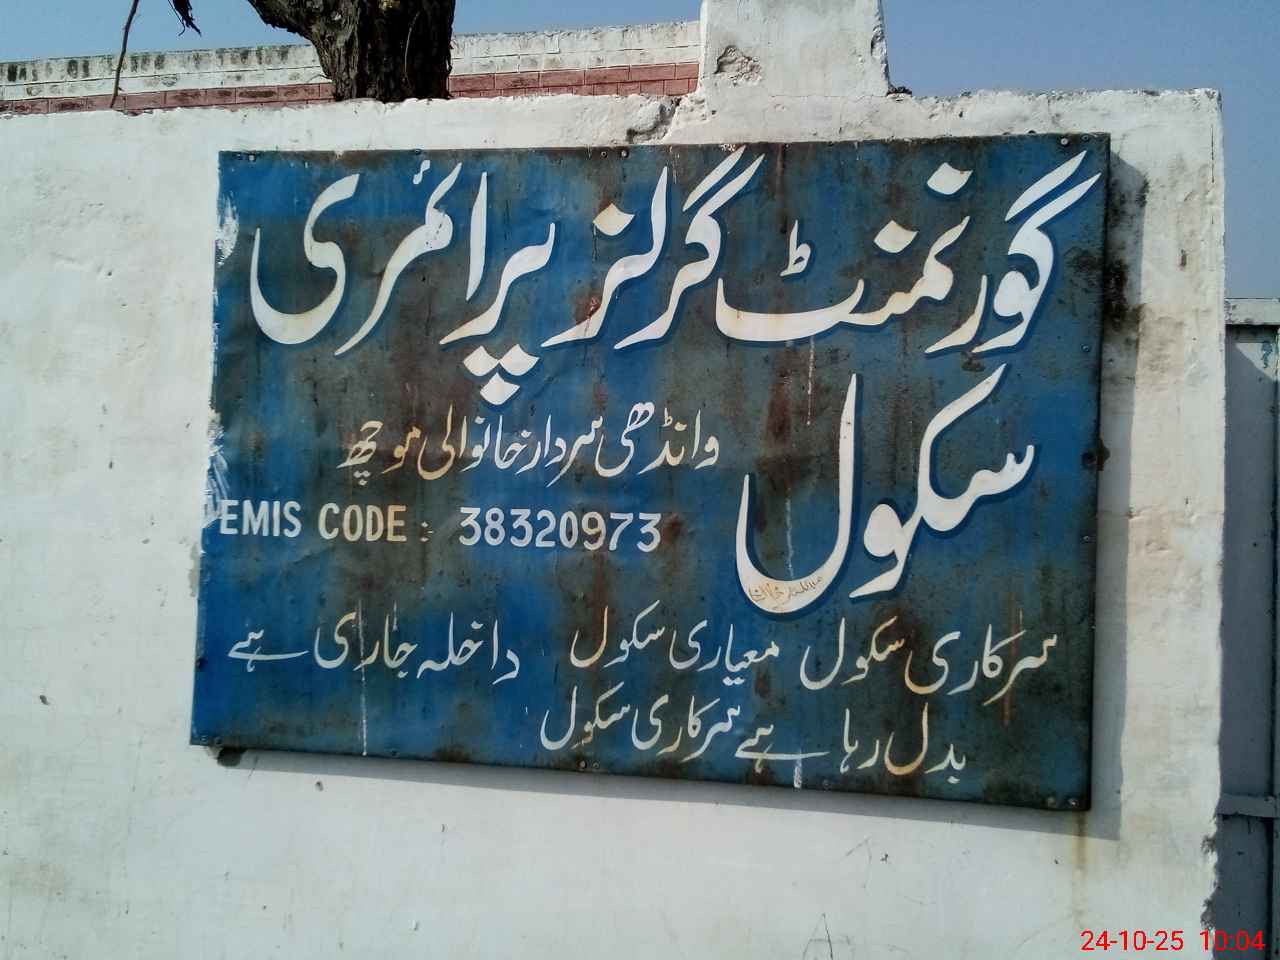 گورنمنٹ گرلز پرائمری
سکول
وانڈھی سردار خانوالی موچھ
EMIS CODE : 38320973
سرکاری سکول معیاری سکول داخلہ جاری ہے
بدل رہا ہے سرکاری سکول
24-10-25 10:04